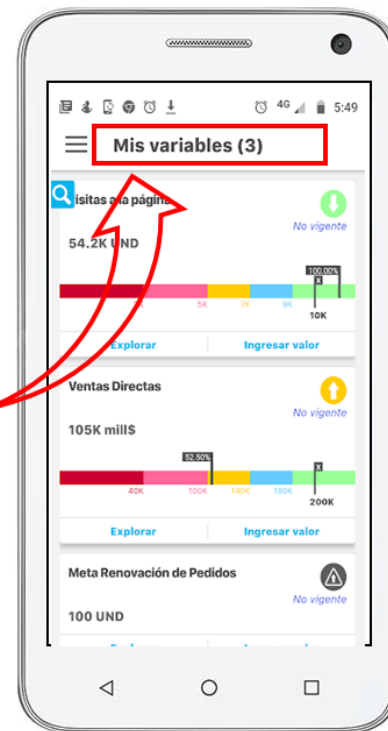 4G 5:49
Mis variables (3)
isitas a la página
No vigente
54.2K UND
100.00%
X
5K 7K 9K
10K
Explorar Ingresar valor
Ventas Directas
No vigente
105K mill$
52.50%
X
40K 100K 140K 180K
200K
Explorar Ingresar valor
Meta Renovación de Pedidos
No vigente
100 UND